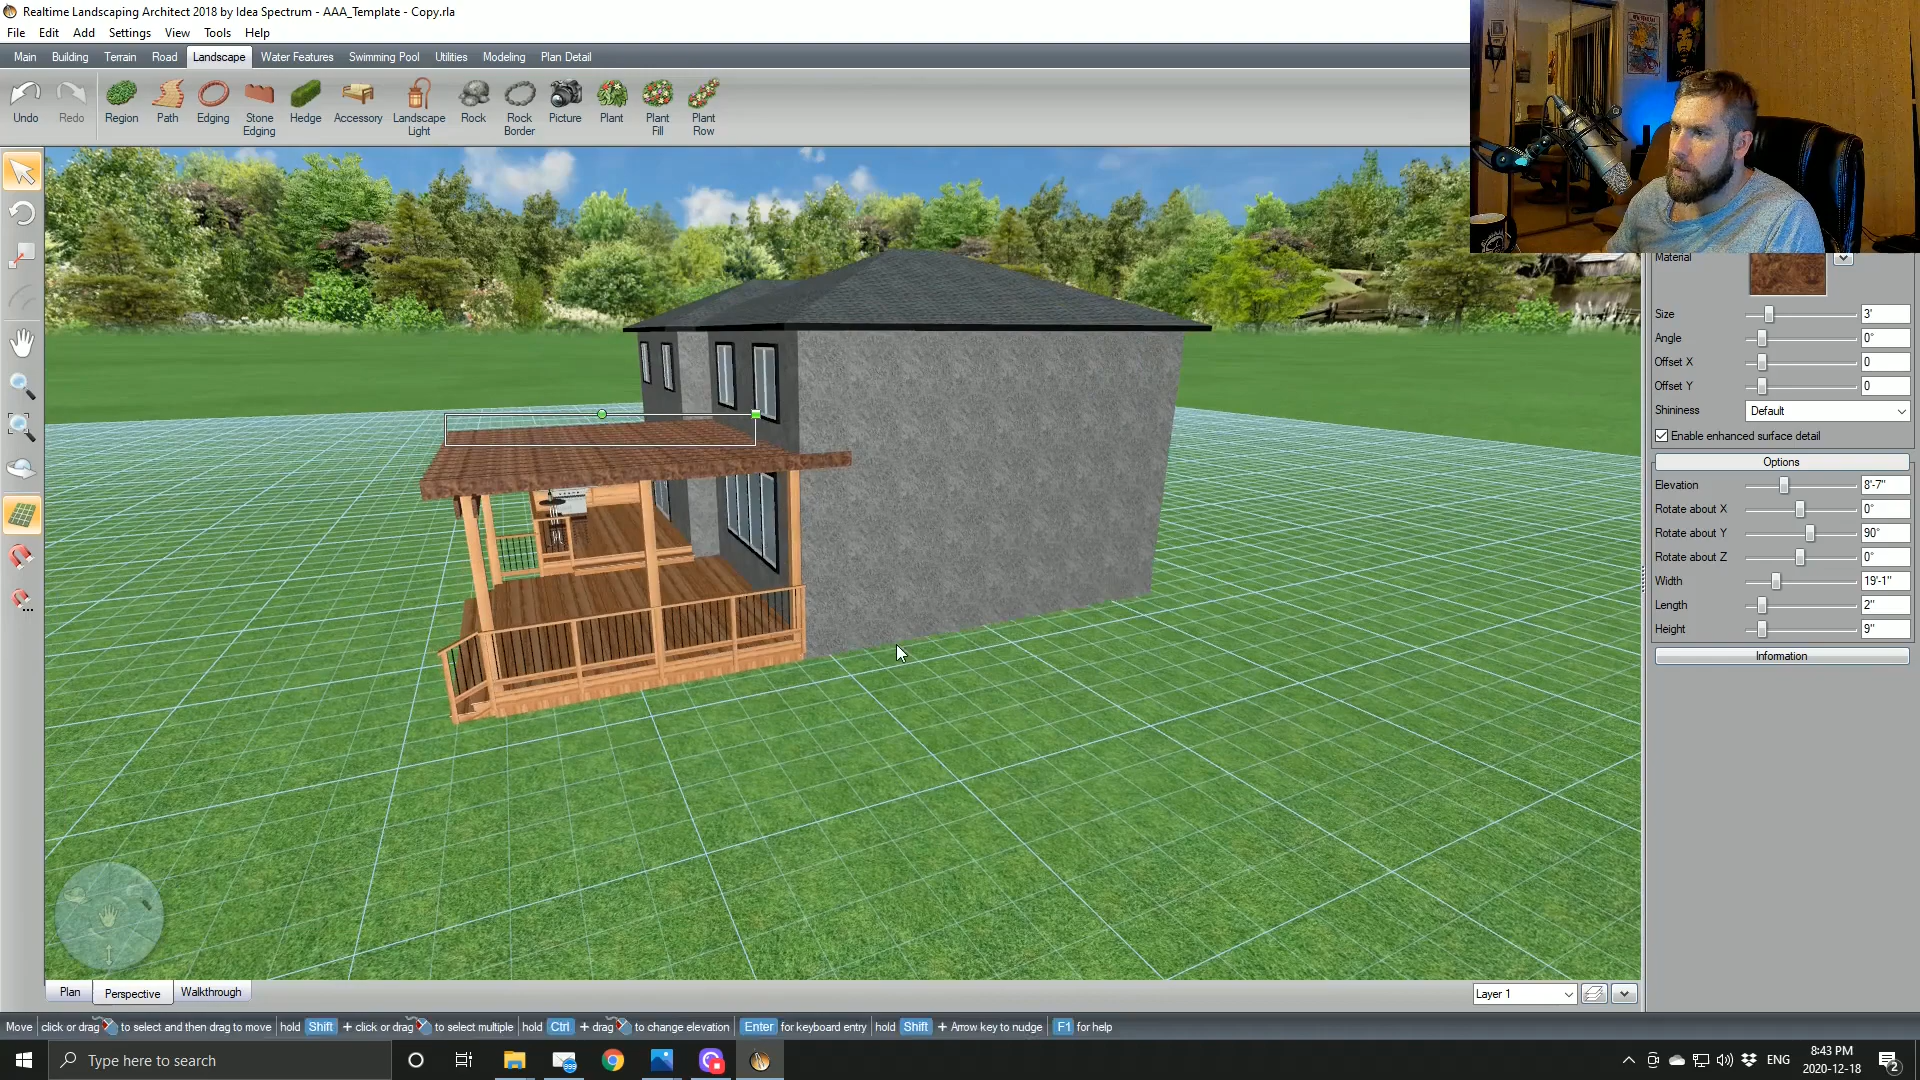 Realtime Landscaping Architect 2018 by Idea Spectrum - AAA_Template - Copy.rla
File Edit Add Settings View Tools Help
Main Building Terrain Road Landscape Water Features Swimming Pool Utilities Modeling Plan Detail
Undo Redo Region Path Edging Stone Edging Hedge Accessory Landscape Light Rock Rock Border Picture Plant Plant Fill Plant Row
Material
Size 3'
Angle 0°
Offset X 0
Offset Y 0
Shininess Default
Enable enhanced surface detail
Options
Elevation 8'-7"
Rotate about X 0°
Rotate about Y 90°
Rotate about Z 0°
Width 19'-1"
Length 2"
Height 9"
Information
Plan Perspective Walkthrough
Layer 1
Move click or drag to select and then drag to move hold Shift + click or drag to select multiple hold Ctrl + drag to change elevation Enter for keyboard entry hold Shift + Arrow key to nudge F1 for help
Type here to search
ENG
8:43 PM
2020-12-18
2